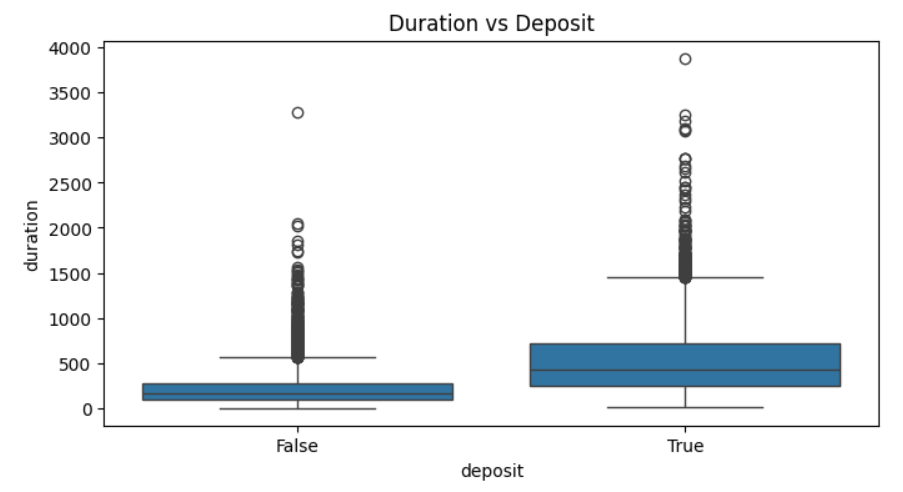 Duration vs Deposit
4000
3500
3000
2500
2000
1500
1000
500
0
duration
False
True
deposit